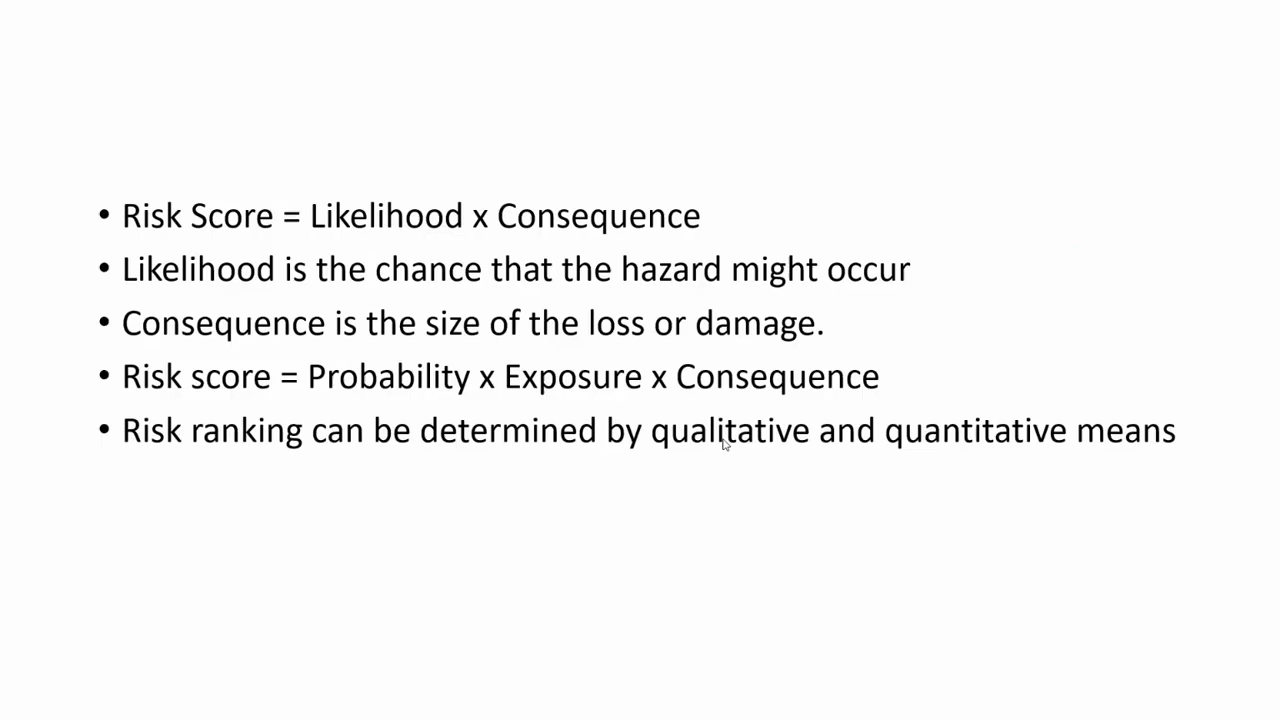 • Risk Score = Likelihood x Consequence
• Likelihood is the chance that the hazard might occur
• Consequence is the size of the loss or damage.
• Risk score = Probability x Exposure x Consequence
• Risk ranking can be determined by qualitative and quantitative means